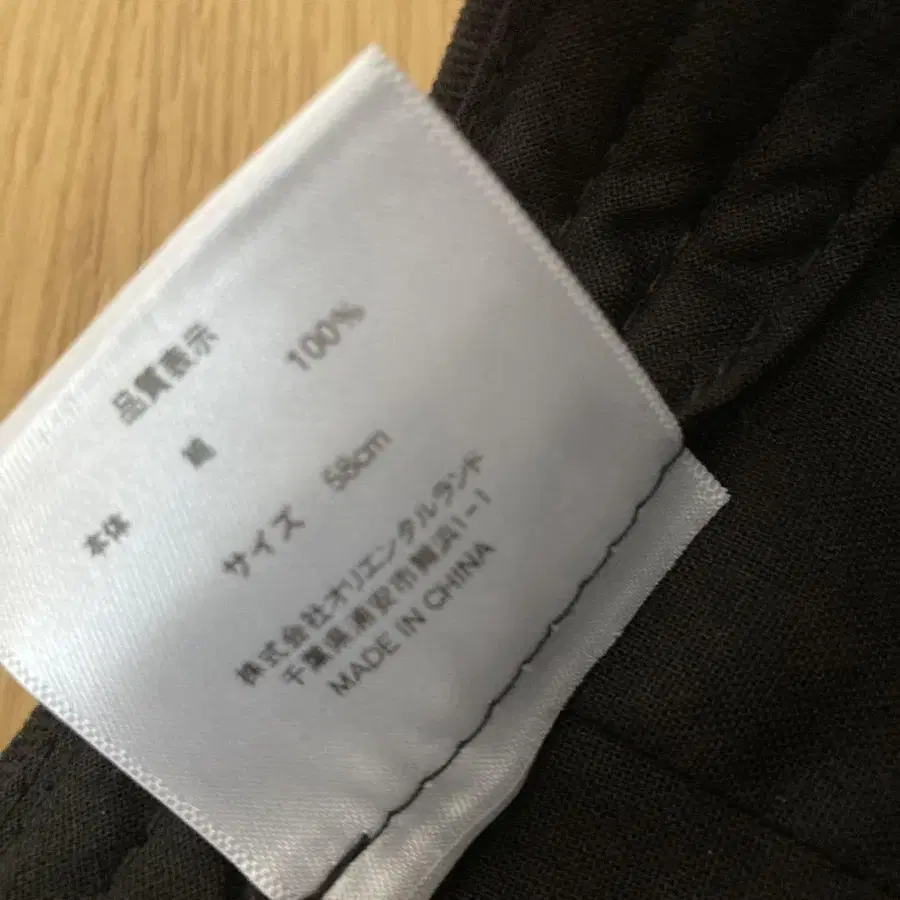 品質表示
本体 綿 100%
サイズ 58cm
株式会社オリエンタルランド
千葉県浦安市舞浜1-1
MADE IN CHINA